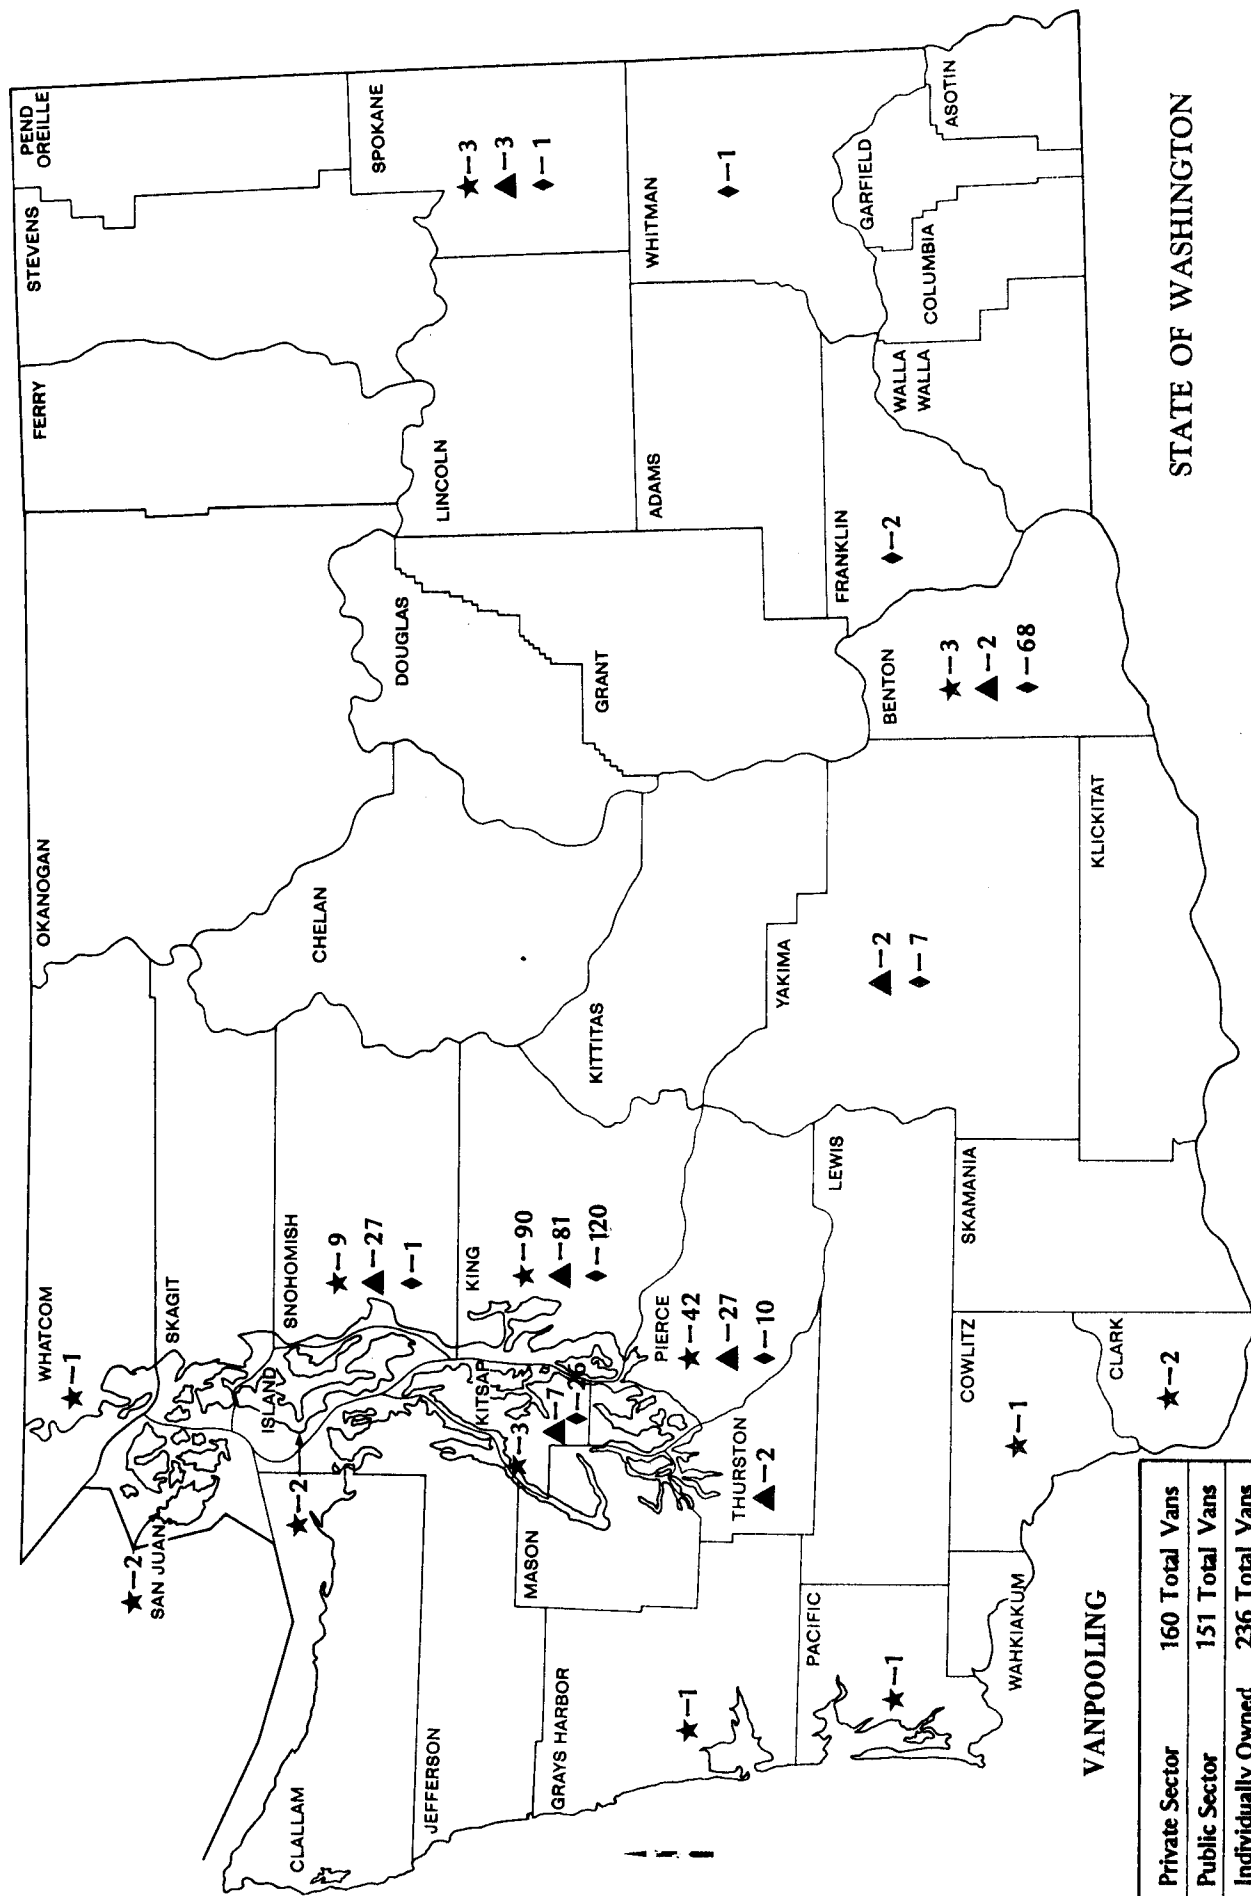 WHATCOM
★–1
SAN JUAN
★–2
SKAGIT
ISLAND
★–2
SNOHOMISH
★–9
▲–27
♦–1
OKANOGAN
CHELAN
FERRY
STEVENS
PEND
OREILLE
SPOKANE
★–3
▲–3
♦–1
DOUGLAS
LINCOLN
GRANT
ADAMS
WHITMAN
♦–1
CLALLAM
JEFFERSON
GRAYS HARBOR
★–1
MASON
KITSAP
★–3
▲–7
♦–26
KING
★–90
▲–81
♦–120
KITTITAS
PIERCE
★–42
▲–27
♦–10
THURSTON
▲–2
PACIFIC
★–1
LEWIS
YAKIMA
▲–2
♦–7
BENTON
★–3
▲–2
♦–68
FRANKLIN
♦–2
WALLA
WALLA
COLUMBIA
GARFIELD
ASOTIN
WAHKIAKUM
COWLITZ
★–1
CLARK
★–2
SKAMANIA
KLICKITAT
VANPOOLING
STATE OF WASHINGTON
Private Sector 160 Total Vans
Public Sector 151 Total Vans
Individually Owned 236 Total Vans